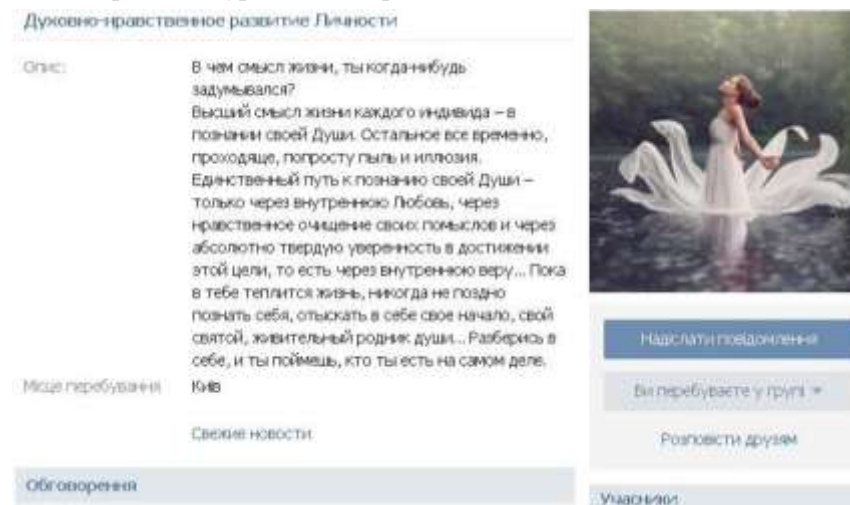 Духовно-нравственное развитие Личности
Опис:
В чем смысл жизни, ты когда-нибудь
задумывался?
Высший смысл жизни каждого индивида – в
познании своей Души. Остальное все временно,
проходяще, попросту пыль и иллюзия.
Единственный путь к познанию своей Души –
только через внутреннюю Любовь, через
нравственное очищение своих помыслов и через
абсолютно твердую уверенность в достижении
этой цели, то есть через внутреннюю веру... Пока
в тебе теплится жизнь, никогда не поздно
познать себя, отыскать в себе свое начало, свой
святой, живительный родник души... Разберись в
себе, и ты поймешь, кто ты есть на самом деле.
Місце перебування: Київ
Свежие новости
Обговорення
Надіслати повідомлення
Ви перебуваєте у групі
Розповісти друзям
Учасники